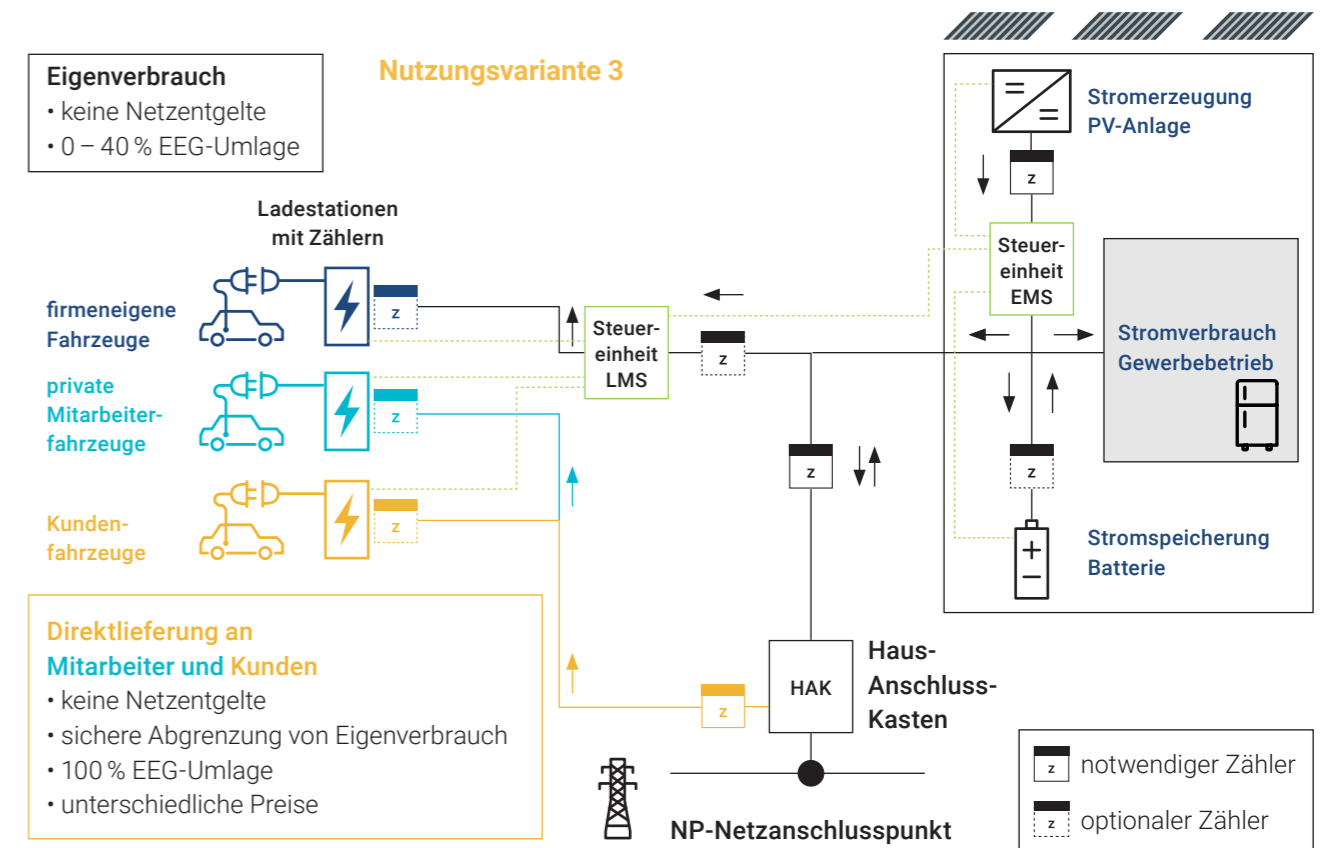 Nutzungsvariante 3
Eigenverbrauch
• keine Netzentgelte
• 0 – 40 % EEG-Umlage
Stromerzeugung
PV-Anlage
z
Ladestationen
mit Zählern
Steuer-
einheit
EMS
firmeneigene
Fahrzeuge
z
Steuer-
einheit
LMS
z
Stromverbrauch
Gewerbebetrieb
private
Mitarbeiter-
fahrzeuge
z
z
z
Kunden-
fahrzeuge
z
Stromspeicherung
Batterie
Direktlieferung an
Mitarbeiter und Kunden
• keine Netzentgelte
• sichere Abgrenzung von Eigenverbrauch
• 100 % EEG-Umlage
• unterschiedliche Preise
z
HAK
Haus-
Anschluss-
Kasten
NP-Netzanschlusspunkt
z notwendiger Zähler
z optionaler Zähler